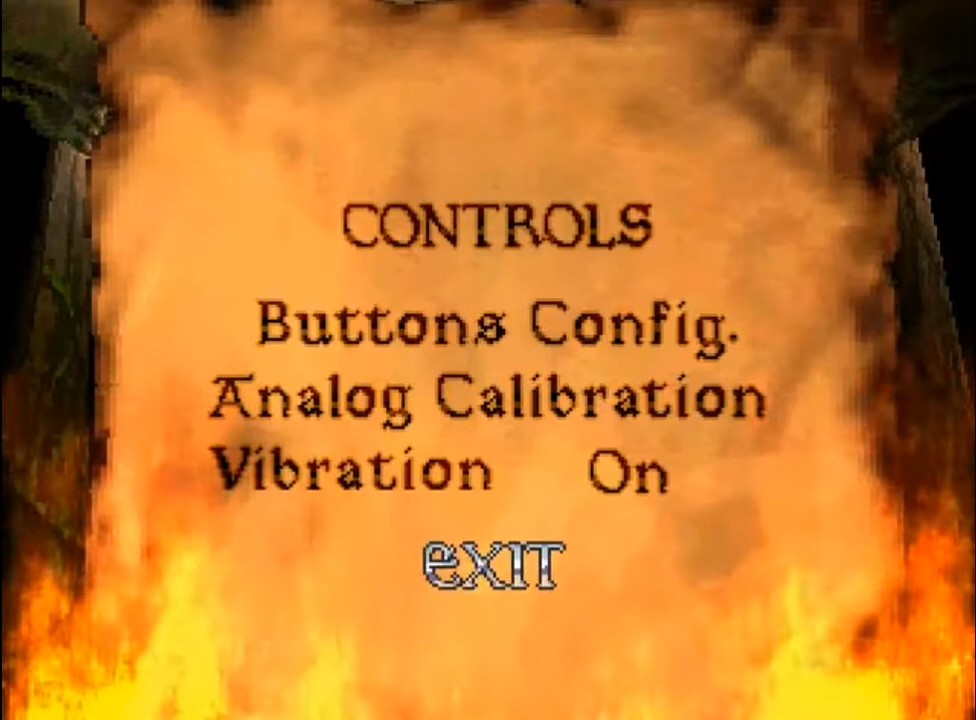 CONTROLS
Buttons Config.
Analog Calibration
Vibration On
EXIT